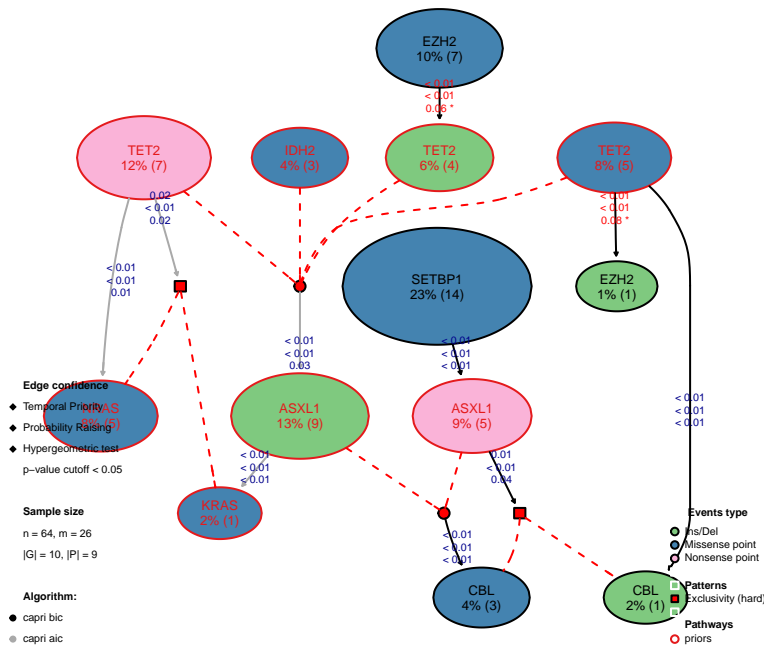 EZH2
10% (7)
< 0.01
< 0.01
0.06 *
TET2
12% (7)
IDH2
4% (3)
TET2
6% (4)
TET2
8% (5)
0.02
< 0.01
0.02
< 0.01
< 0.01
0.08 *
< 0.01
< 0.01
0.01
SETBP1
23% (14)
EZH2
1% (1)
< 0.01
< 0.01
0.03
< 0.01
< 0.01
< 0.01
Edge confidence
Temporal Priority
Probability Raising
Hypergeometric test
p−value cutoff < 0.05
ASXL1
13% (9)
ASXL1
9% (5)
< 0.01
< 0.01
< 0.01
< 0.01
< 0.01
< 0.01
0.01
< 0.01
0.04
KRAS
2% (1)
Sample size
n = 64, m = 26
|G| = 10, |P| = 9
< 0.01
< 0.01
< 0.01
Events type
Ins/Del
Missense point
Nonsense point
CBL
4% (3)
CBL
2% (1)
Patterns
Exclusivity (hard)
Pathways
priors
Algorithm:
capri bic
capri aic